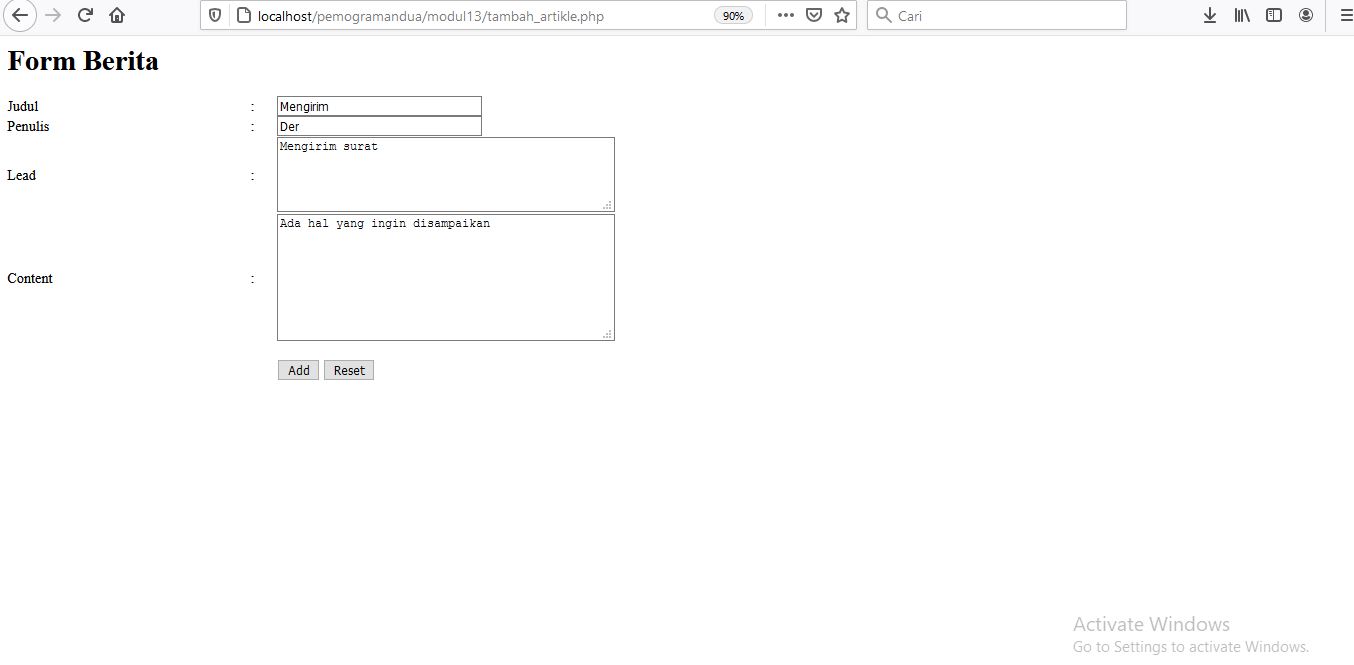 localhost/pemogramandua/modul13/tambah_artikle.php 90% Cari
Form Berita
Judul : Mengirim
Penulis : Der
Lead : Mengirim surat
Content : Ada hal yang ingin disampaikan
Add Reset
Activate Windows
Go to Settings to activate Windows.